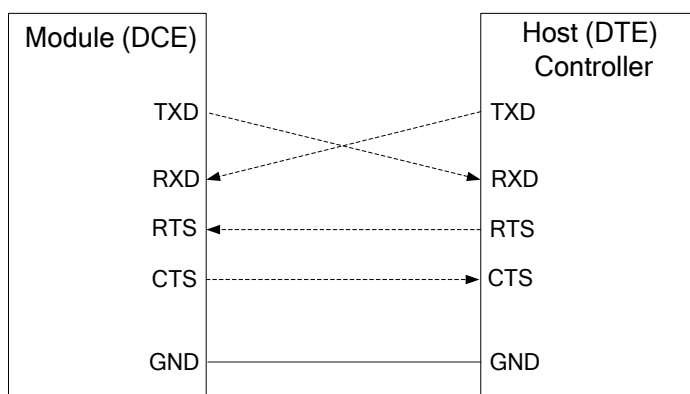 Module (DCE)
Host (DTE)
Controller
TXD
TXD
RXD
RXD
RTS
RTS
CTS
CTS
GND
GND